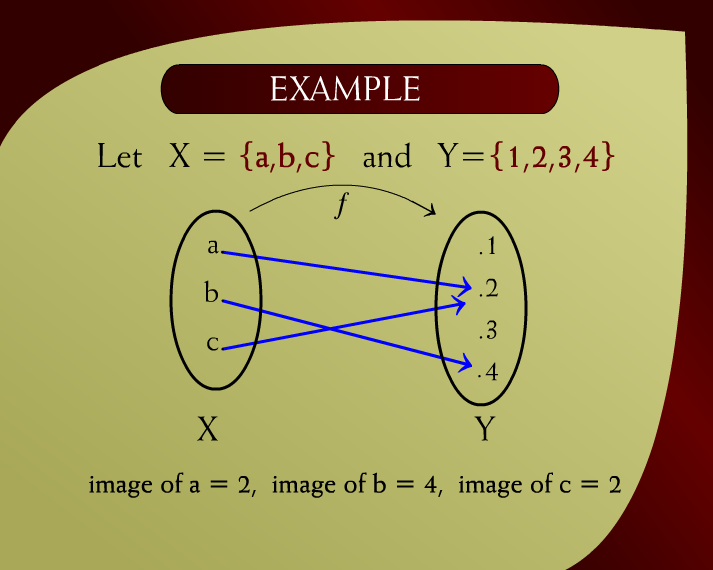 EXAMPLE
Let X = {a,b,c} and Y={1,2,3,4}
f
a
b
c
.1
.2
.3
.4
X
Y
image of a = 2, image of b = 4, image of c = 2